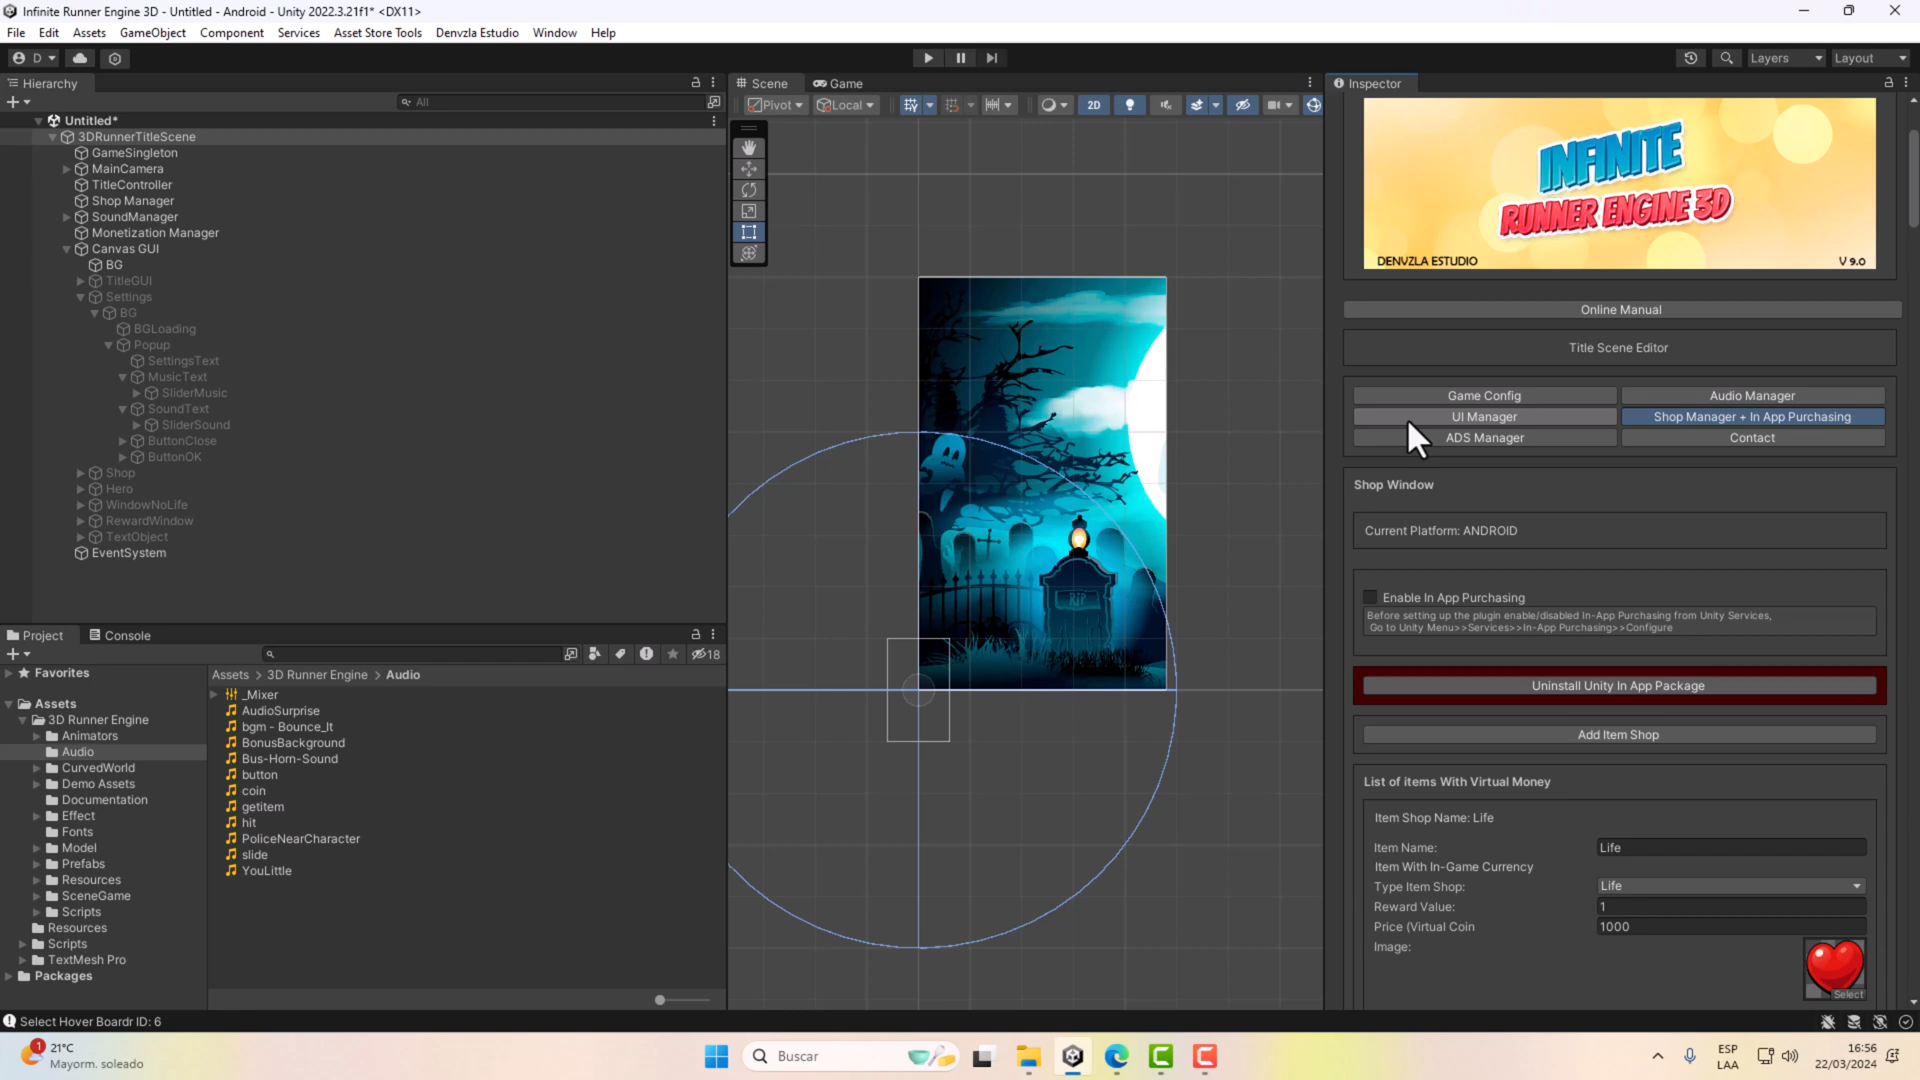 Infinite Runner Engine 3D - Untitled - Android - Unity 2022.3.21f1* <DX11>
File Edit Assets GameObject Component Services Asset Store Tools Denvzla Estudio Window Help
D
Layers
Layout
Hierarchy
All
Untitled*
3DRunnerTitleScene
GameSingleton
MainCamera
TitleController
Shop Manager
SoundManager
Monetization Manager
Canvas GUI
BG
TitleGUI
Settings
BG
BGLoading
Popup
SettingsText
MusicText
SliderMusic
SoundText
SliderSound
ButtonClose
ButtonOK
Shop
Hero
WindowNoLife
RewardWindow
TextObject
EventSystem
Scene
Game
Pivot
Local
2D
RIP
Project
Console
18
Favorites
Assets
3D Runner Engine
Animators
Audio
CurvedWorld
Demo Assets
Documentation
Effect
Fonts
Model
Prefabs
Resources
SceneGame
Scripts
Resources
Scripts
TextMesh Pro
Packages
Assets > 3D Runner Engine > Audio
_Mixer
AudioSurprise
bgm - Bounce_It
BonusBackground
Bus-Horn-Sound
button
coin
getitem
hit
PoliceNearCharacter
slide
YouLittle
Inspector
INFINITE
RUNNER ENGINE 3D
DENVZLA ESTUDIO
V 9.0
Online Manual
Title Scene Editor
Game Config
Audio Manager
UI Manager
Shop Manager + In App Purchasing
ADS Manager
Contact
Shop Window
Current Platform: ANDROID
Enable In App Purchasing
Before setting up the plugin enable/disabled In-App Purchasing from Unity Services,
Go to Unity Menu>>Services>>In-App Purchasing>>Configure
Uninstall Unity In App Package
Add Item Shop
List of items With Virtual Money
Item Shop Name: Life
Item Name: Life
Item With In-Game Currency
Type Item Shop: Life
Reward Value: 1
Price (Virtual Coin 1000
Image:
Select
Select Hover Boardr ID: 6
1
21°C
Mayorm. soleado
Buscar
ESP
LAA
16:56
22/03/2024